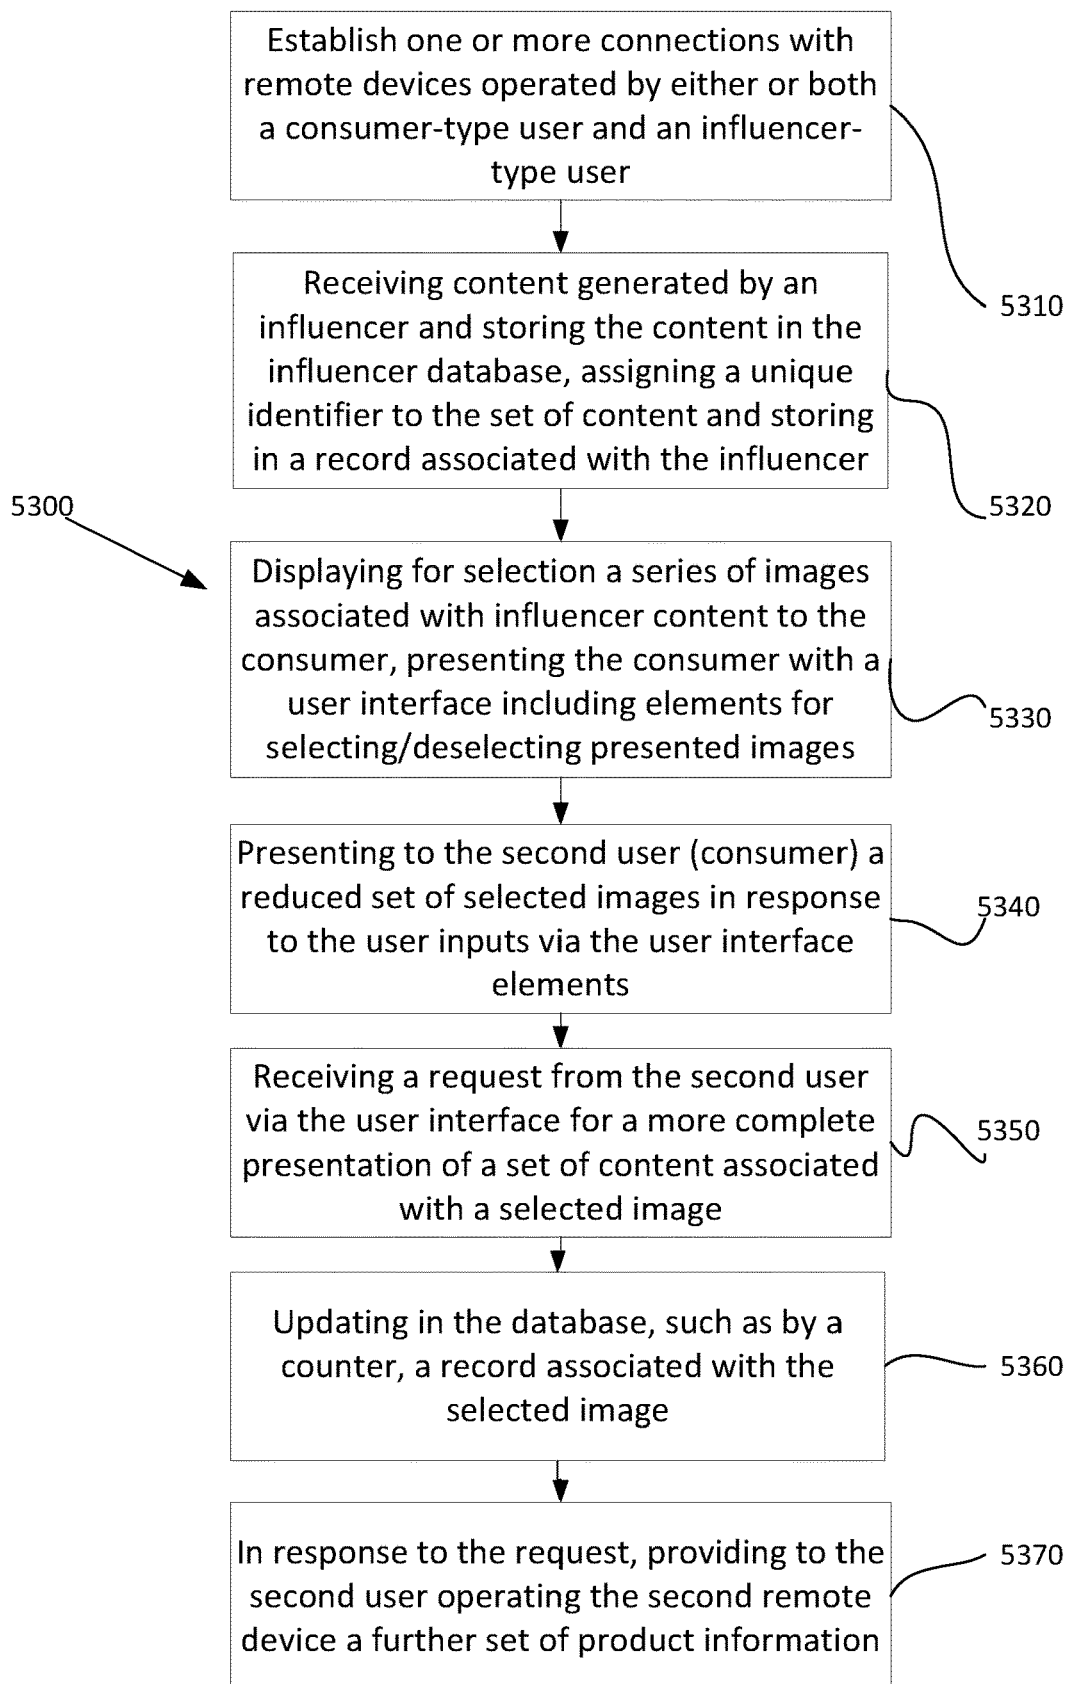 Establish one or more connections with
remote devices operated by either or both
a consumer-type user and an influencer-
type user
5310
Receiving content generated by an
influencer and storing the content in the
influencer database, assigning a unique
identifier to the set of content and storing
in a record associated with the influencer
5320
5300
Displaying for selection a series of images
associated with influencer content to the
consumer, presenting the consumer with a
user interface including elements for
selecting/deselecting presented images
5330
Presenting to the second user (consumer) a
reduced set of selected images in response
to the user inputs via the user interface
elements
5340
Receiving a request from the second user
via the user interface for a more complete
presentation of a set of content associated
with a selected image
5350
Updating in the database, such as by a
counter, a record associated with the
selected image
5360
In response to the request, providing to the
second user operating the second remote
device a further set of product information
5370